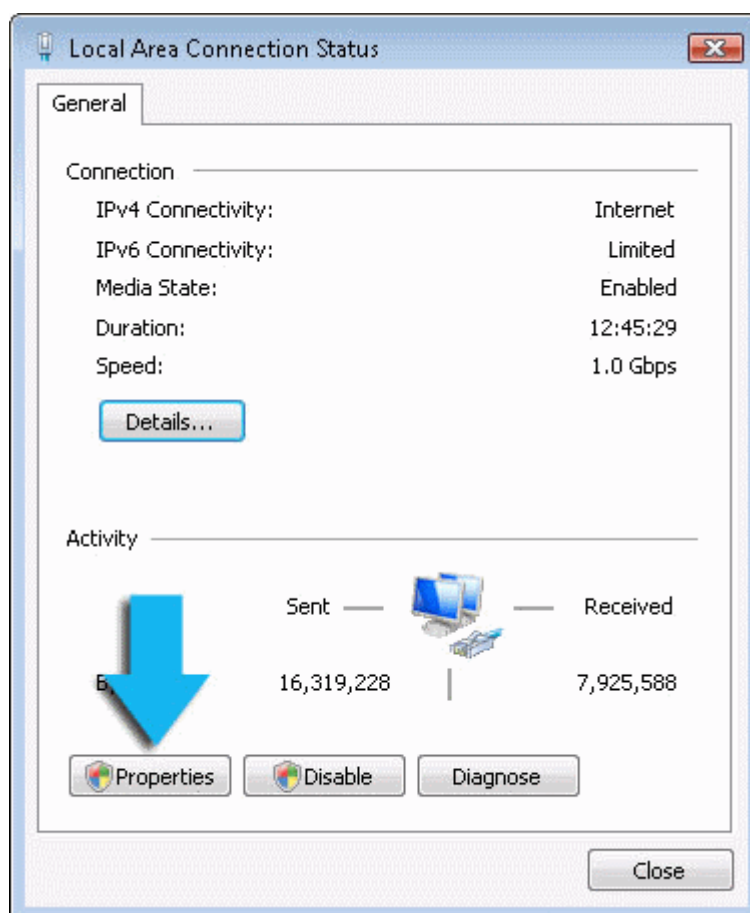 Local Area Connection Status
General
Connection
IPv4 Connectivity: Internet
IPv6 Connectivity: Limited
Media State: Enabled
Duration: 12:45:29
Speed: 1.0 Gbps
Details...
Activity
Sent Received
16,319,228 7,925,588
Properties Disable Diagnose
Close